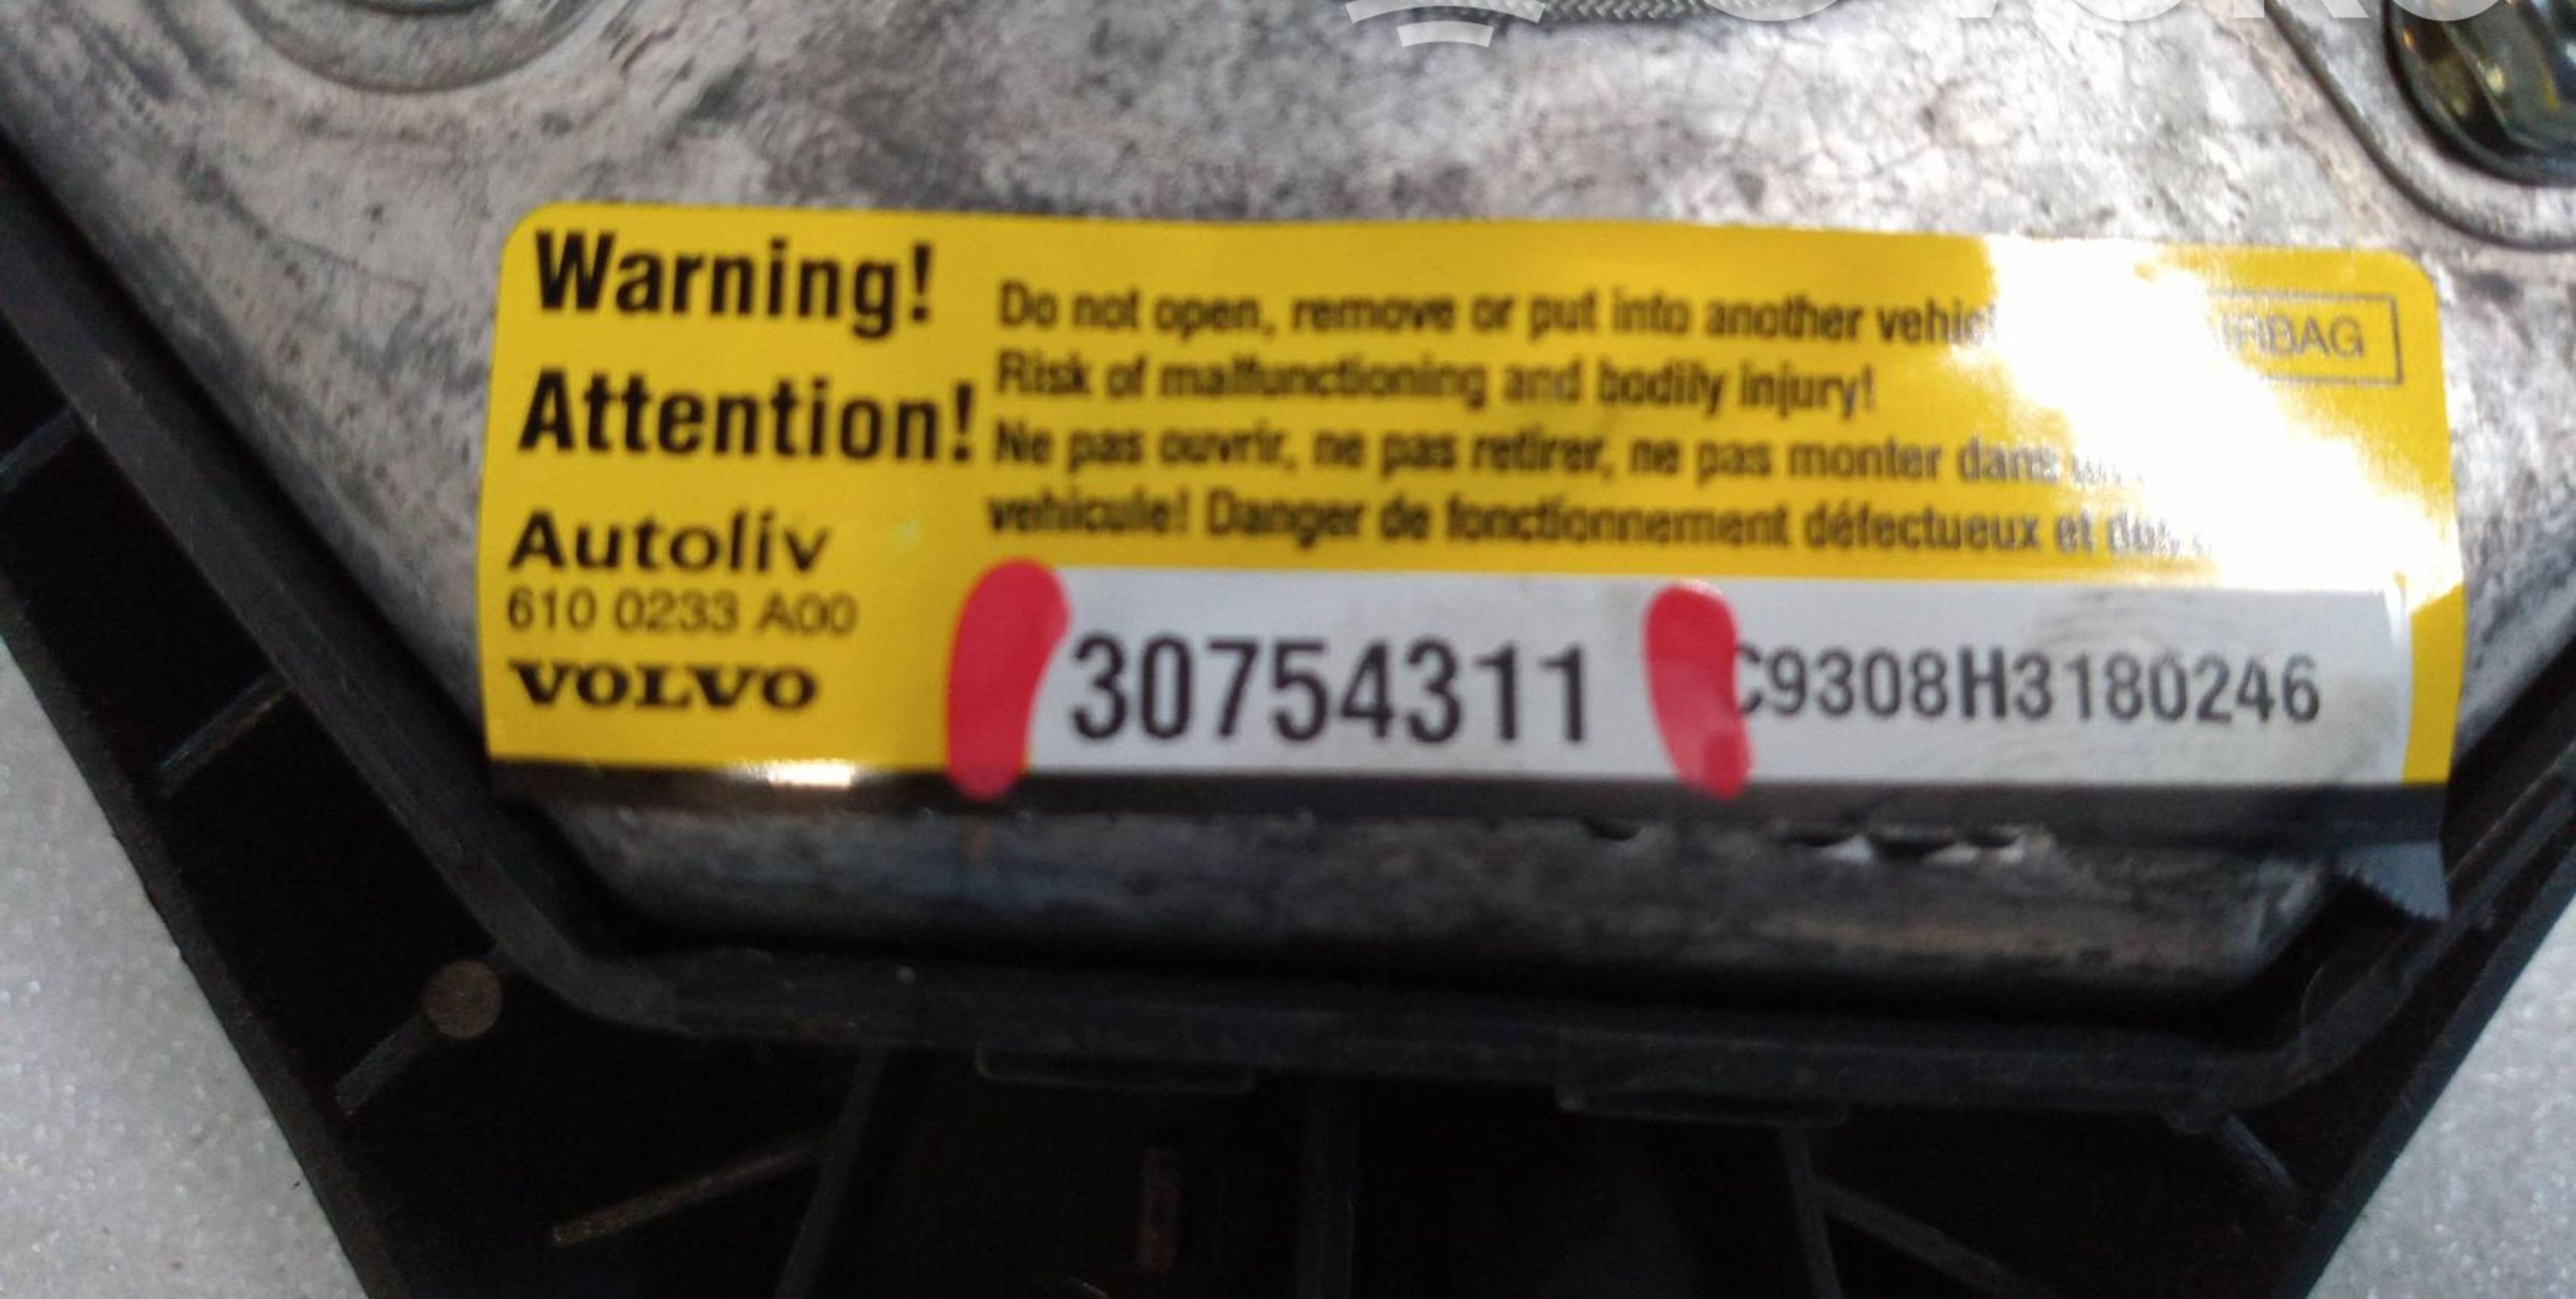 Warning!
Attention!
Do not open, remove or put into another
Risk of malfunctioning and bodily injury!
Ne pas ouvrir, ne pas retirer, ne pas monter dans
vehicule! Danger de fonctionnement défectueux et
Autoliv
610 0233 A00
VOLVO
30754311
C9308H3180246